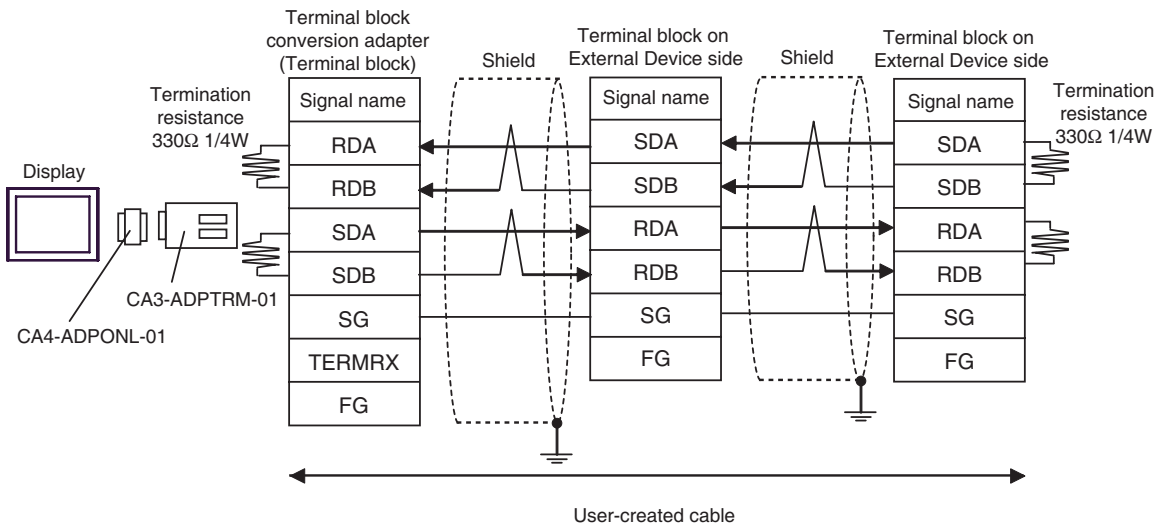 Terminal block
conversion adapter
(Terminal block)
Shield
Terminal block on
External Device side
Shield
Terminal block on
External Device side
Termination
resistance
330Ω 1/4W
Termination
resistance
330Ω 1/4W
Display
CA3-ADPTRM-01
CA4-ADPONL-01
Signal name
RDA
RDB
SDA
SDB
SG
TERMRX
FG
Signal name
SDA
SDB
RDA
RDB
SG
FG
Signal name
SDA
SDB
RDA
RDB
SG
FG
User-created cable